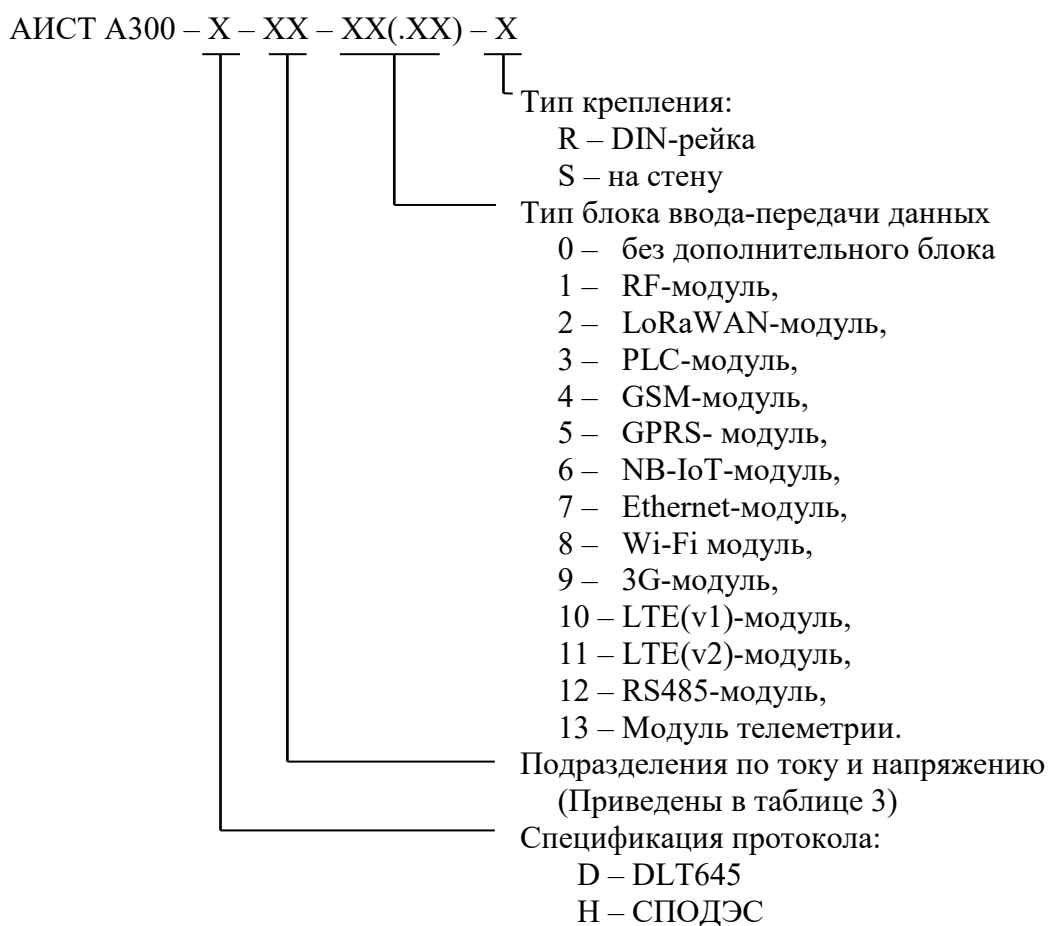 АИСТ А300 – X – XX – XX(.XX) – X
Тип крепления:
R – DIN-рейка
S – на стену
Тип блока ввода-передачи данных
0 – без дополнительного блока
1 – RF-модуль,
2 – LoRaWAN-модуль,
3 – PLC-модуль,
4 – GSM-модуль,
5 – GPRS- модуль,
6 – NB-IoT-модуль,
7 – Ethernet-модуль,
8 – Wi-Fi модуль,
9 – 3G-модуль,
10 – LTE(v1)-модуль,
11 – LTE(v2)-модуль,
12 – RS485-модуль,
13 – Модуль телеметрии.
Подразделения по току и напряжению
(Приведены в таблице 3)
Спецификация протокола:
D – DLT645
H – СПОДЭС